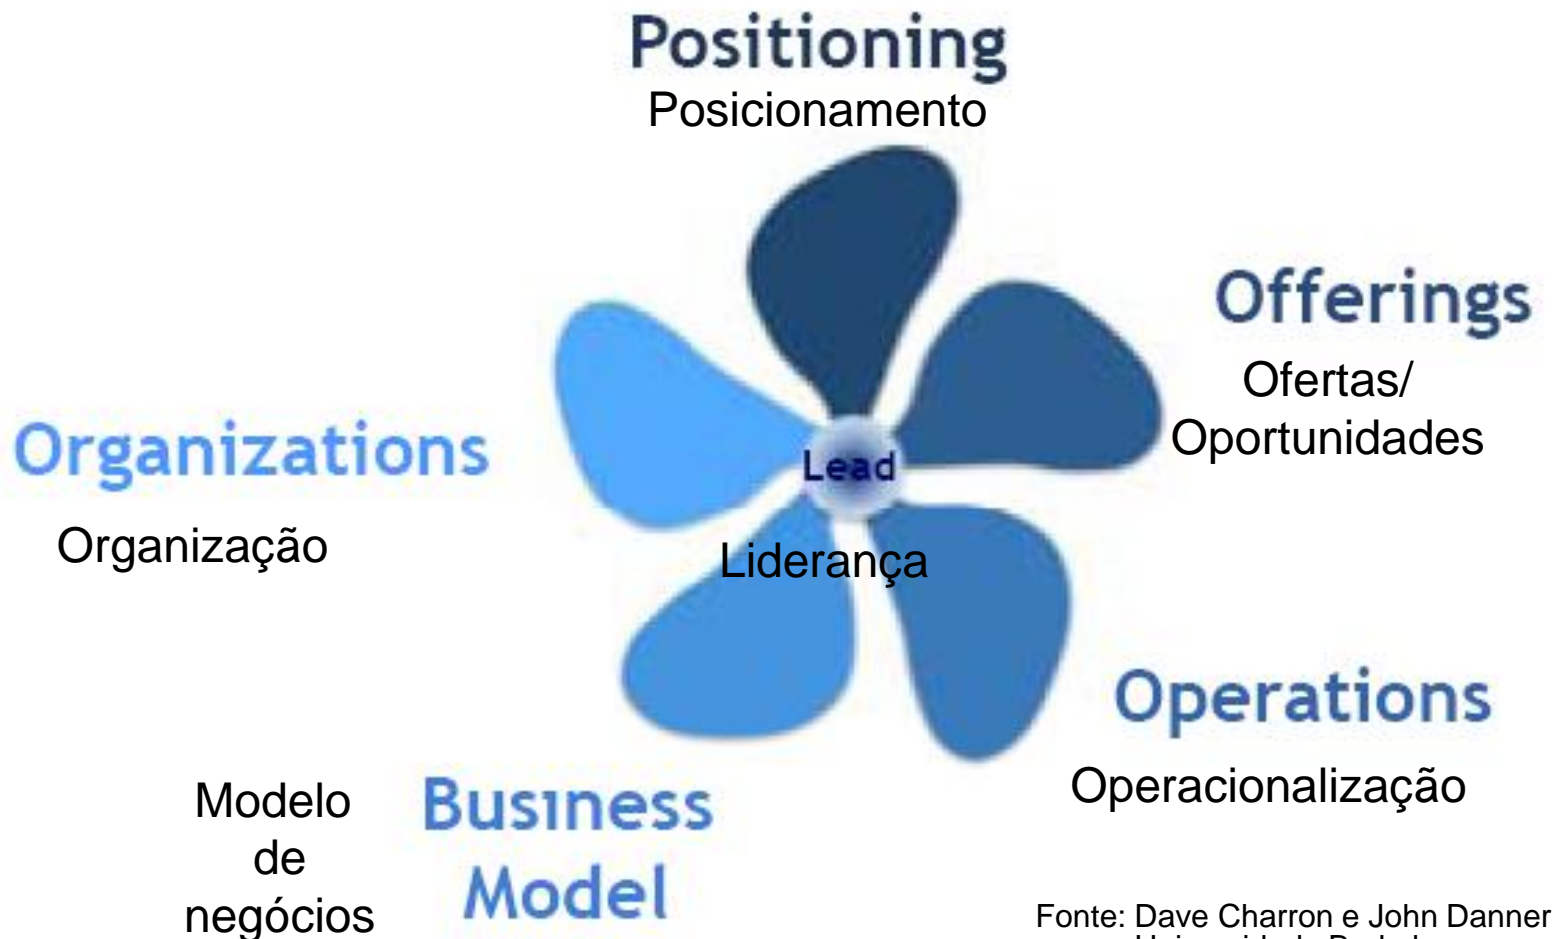 Positioning
Posicionamento
Offerings
Ofertas/
Oportunidades
Organizations
Organização
Lead
Liderança
Operations
Operacionalização
Business
Model
Modelo
de
negócios
Fonte: Dave Charron e John Danner